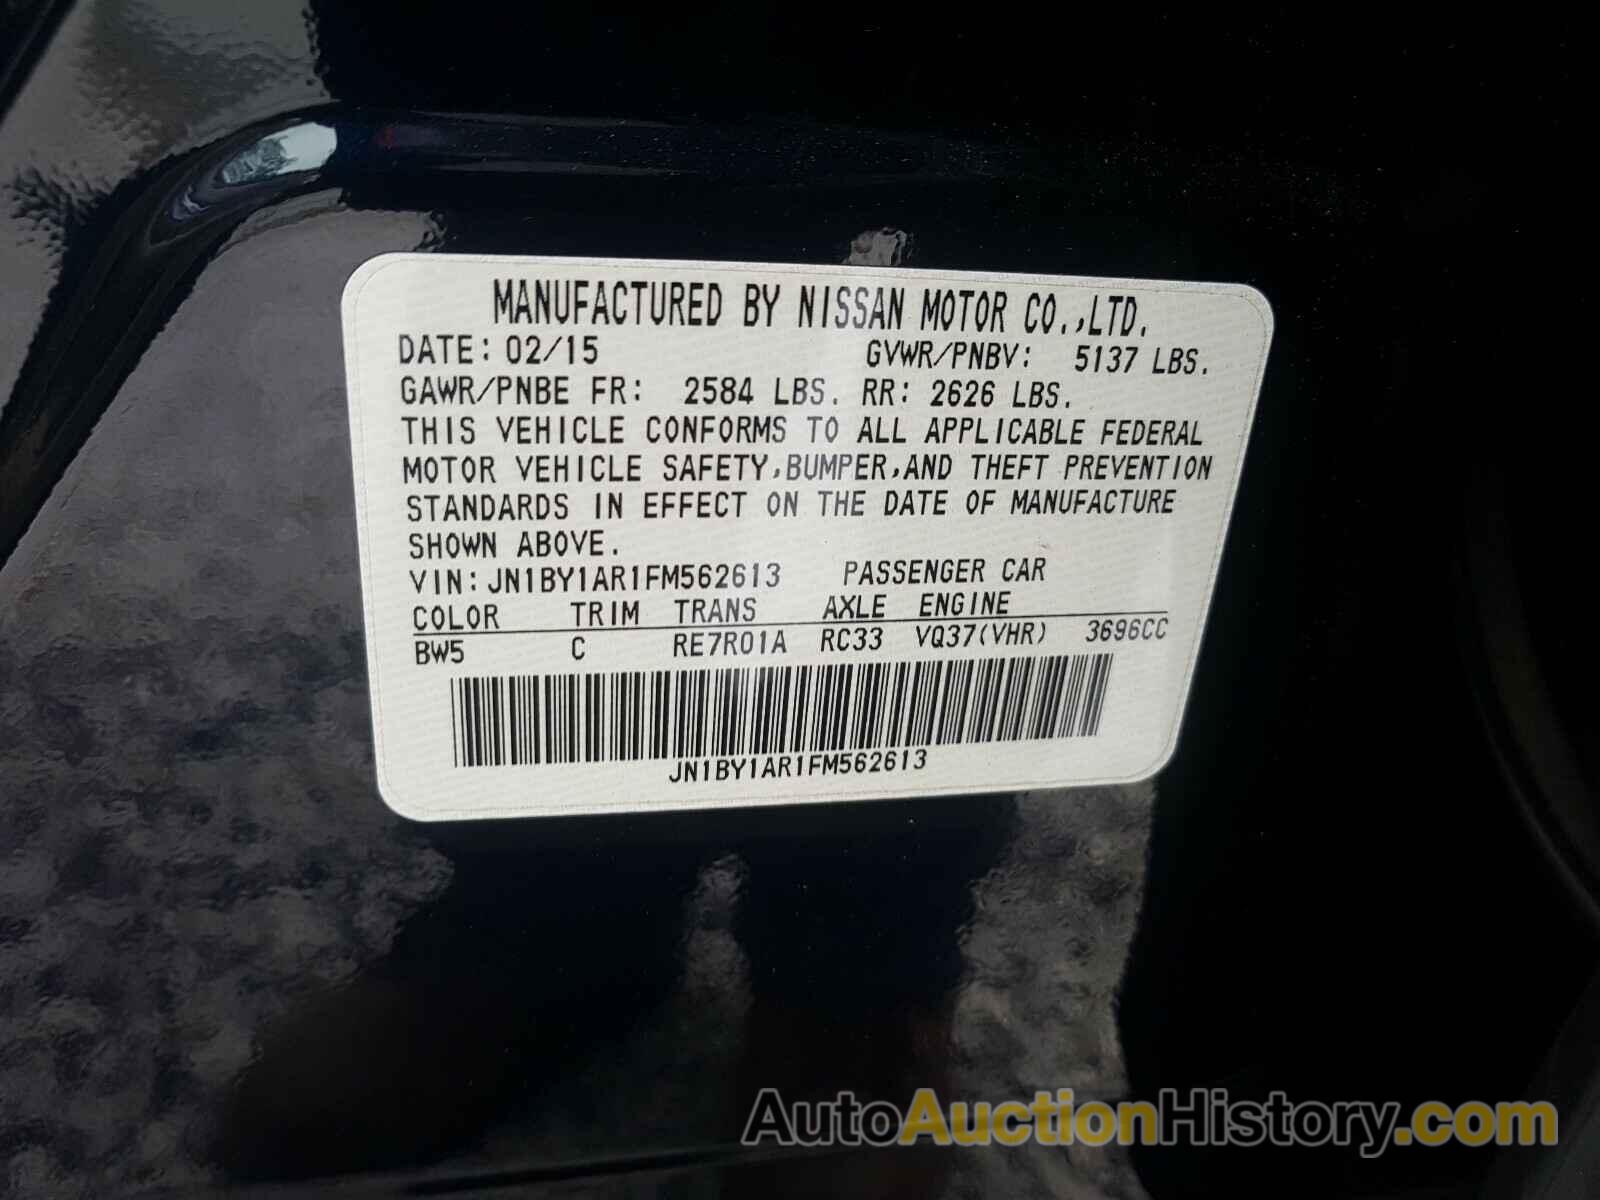 MANUFACTURED BY NISSAN MOTOR CO.,LTD.
DATE: 02/15 GVWR/PNBV: 5137 LBS.
GAWR/PNBE FR: 2584 LBS. RR: 2626 LBS.
THIS VEHICLE CONFORMS TO ALL APPLICABLE FEDERAL
MOTOR VEHICLE SAFETY,BUMPER,AND THEFT PREVENTION
STANDARDS IN EFFECT ON THE DATE OF MANUFACTURE
SHOWN ABOVE.
VIN: JN1BY1AR1FM562613 PASSENGER CAR
COLOR TRIM TRANS AXLE ENGINE
BW5 C RE7R01A RC33 VQ37(VHR) 3696CC
JN1BY1AR1FM562613
AutoAuctionHistory.com